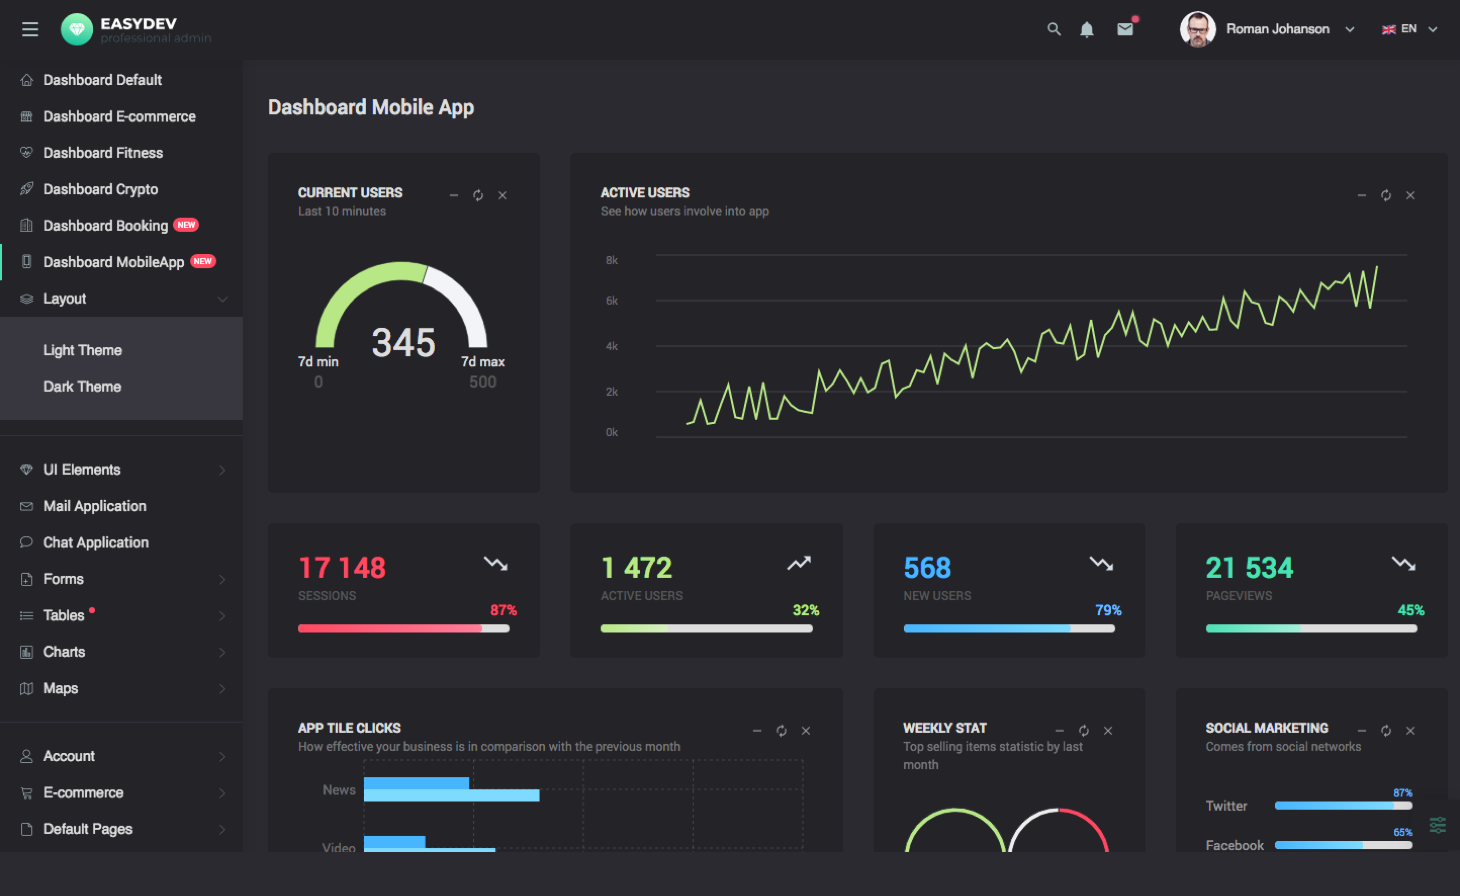 EASYDEV
professional admin
Roman Johanson
EN
Dashboard Default
Dashboard E-commerce
Dashboard Fitness
Dashboard Crypto
Dashboard Booking NEW
Dashboard MobileApp NEW
Layout
Light Theme
Dark Theme
UI Elements
Mail Application
Chat Application
Forms
Tables
Charts
Maps
Account
E-commerce
Default Pages
Dashboard Mobile App
CURRENT USERS
Last 10 minutes
345
7d min
7d max
0
500
ACTIVE USERS
See how users involve into app
8k
6k
4k
2k
0k
17 148
SESSIONS
87%
1 472
ACTIVE USERS
32%
568
NEW USERS
79%
21 534
PAGEVIEWS
45%
APP TILE CLICKS
How effective your business is in comparison with the previous month
News
Video
WEEKLY STAT
Top selling items statistic by last
month
SOCIAL MARKETING
Comes from social networks
87%
Twitter
65%
Facebook